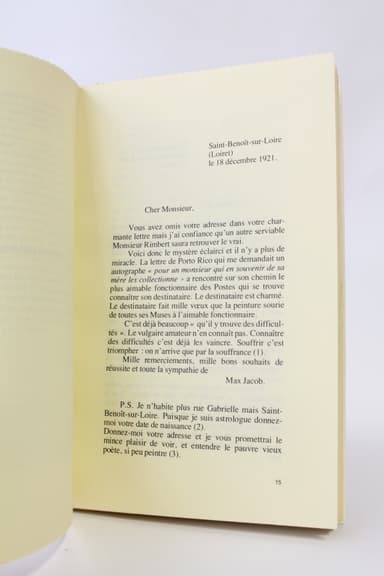 Saint-Benoît-sur-Loire
(Loiret)
le 18 décembre 1921.
Cher Monsieur,
Vous avez omis votre adresse dans votre char-
mante lettre mais j'ai confiance qu'un autre serviable
Monsieur Rimbert saura retrouver le vrai.
Voici donc le mystère éclairci et il n'y a plus de
miracle. La lettre de Porto Rico qui me demandait un
autographe « pour un monsieur qui en souvenir de sa
mère les collectionne » a rencontré sur son chemin le
plus aimable fonctionnaire des Postes qui se trouve
connaître son destinataire. Le destinataire est charmé.
Le destinataire fait mille vœux que la peinture sourie
de toutes ses Muses à l'aimable fonctionnaire.
C'est déjà beaucoup « qu'il y trouve des difficul-
tés ». Le vulgaire amateur n'en connaît pas. Connaître
des difficultés c'est déjà les vaincre. Souffrir c'est
triompher : on n'arrive que par la souffrance (1).
Mille remerciements, mille bons souhaits de
réussite et toute la sympathie de
Max Jacob.
P.S. Je n'habite plus rue Gabrielle mais Saint-
Benoît-sur-Loire. Puisque je suis astrologue donnez-
moi votre date de naissance (2).
Donnez-moi votre adresse et je vous promettrai le
mince plaisir de voir, et entendre le pauvre vieux
poète, si peu peintre (3).
15